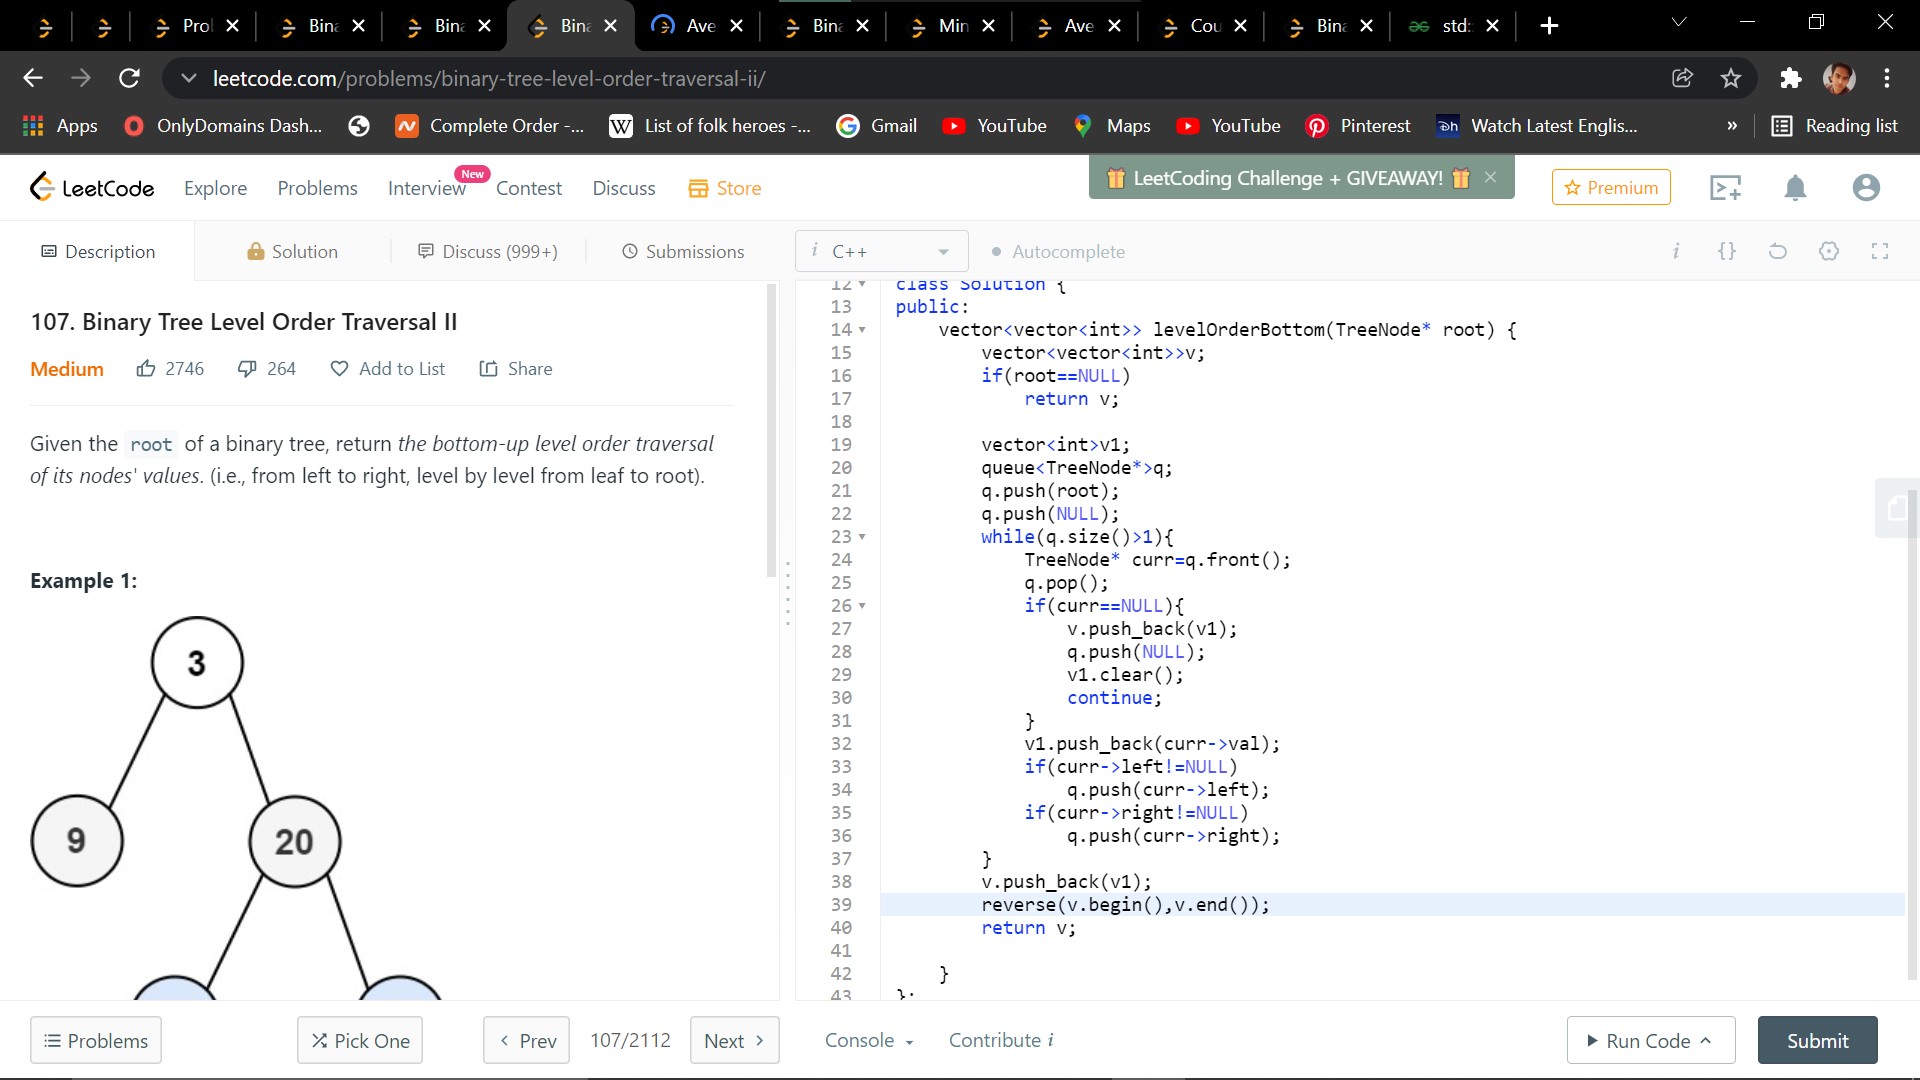 Pro
Bin
Bin
Bin
Ave
Bin
Min
Ave
Cou
Bin
std:
leetcode.com/problems/binary-tree-level-order-traversal-ii/
Apps
OnlyDomains Dash...
Complete Order -...
W List of folk heroes -...
Gmail
YouTube
Maps
YouTube
Pinterest
Dh Watch Latest Englis...
»
Reading list
LeetCode
Explore
Problems
Interview
New
Contest
Discuss
Store
LeetCoding Challenge + GIVEAWAY!
Premium
Description
Solution
Discuss (999+)
Submissions
i C++
Autocomplete
i {}
107. Binary Tree Level Order Traversal II
Medium 2746 264 Add to List Share
Given the root of a binary tree, return the bottom-up level order traversal
of its nodes' values. (i.e., from left to right, level by level from leaf to root).
Example 1:
3
9
20
12 class Solution {
13 public:
14 vector<vector<int>> levelOrderBottom(TreeNode* root) {
15 vector<vector<int>>v;
16 if(root==NULL)
17 return v;
18
19 vector<int>v1;
20 queue<TreeNode*>q;
21 q.push(root);
22 q.push(NULL);
23 while(q.size()>1){
24 TreeNode* curr=q.front();
25 q.pop();
26 if(curr==NULL){
27 v.push_back(v1);
28 q.push(NULL);
29 v1.clear();
30 continue;
31 }
32 v1.push_back(curr->val);
33 if(curr->left!=NULL)
34 q.push(curr->left);
35 if(curr->right!=NULL)
36 q.push(curr->right);
37 }
38 v.push_back(v1);
39 reverse(v.begin(),v.end());
40 return v;
41
42 }
43 };
Problems
Pick One
Prev
107/2112
Next
Console
Contribute i
Run Code
Submit